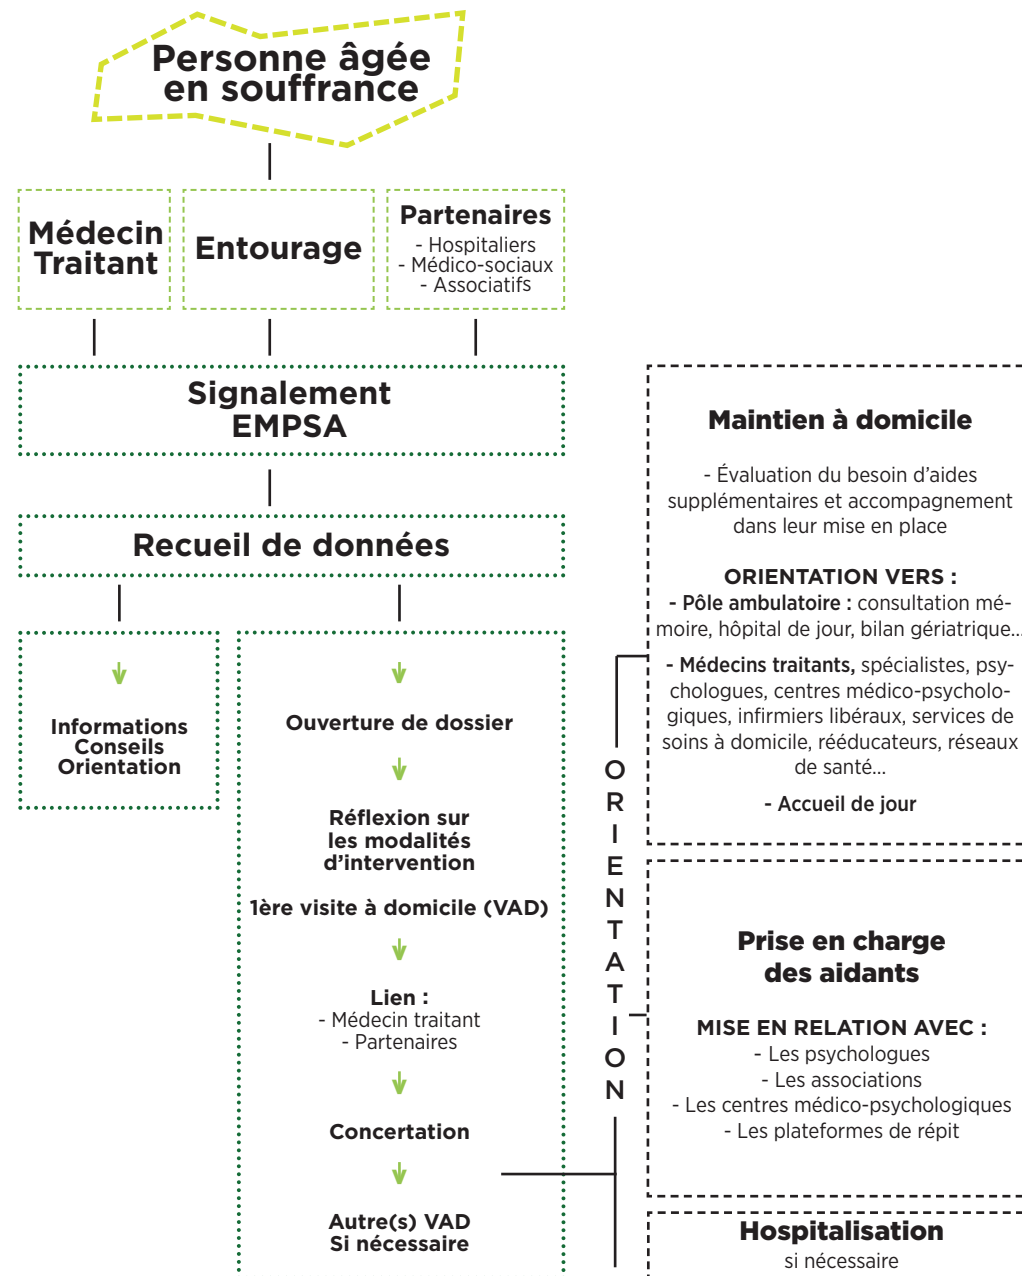 Personne âgée
en souffrance
Médecin
Traitant
Entourage
Partenaires
- Hospitaliers
- Médico-sociaux
- Associatifs
Signalement
EMPSA
Recueil de données
Informations
Conseils
Orientation
Ouverture de dossier
Réflexion sur
les modalités
d’intervention
1ère visite à domicile (VAD)
Lien :
- Médecin traitant
- Partenaires
Concertation
Autre(s) VAD
Si nécessaire
ORIENTATION
Maintien à domicile
- Évaluation du besoin d’aides
supplémentaires et accompagnement
dans leur mise en place
ORIENTATION VERS :
- Pôle ambulatoire : consultation mé-
moire, hôpital de jour, bilan gériatrique...
- Médecins traitants, spécialistes, psy-
chologues, centres médico-psycholo-
giques, infirmiers libéraux, services de
soins à domicile, rééducateurs, réseaux
de santé...
- Accueil de jour
Prise en charge
des aidants
MISE EN RELATION AVEC :
- Les psychologues
- Les associations
- Les centres médico-psychologiques
- Les plateformes de répit
Hospitalisation
si nécessaire